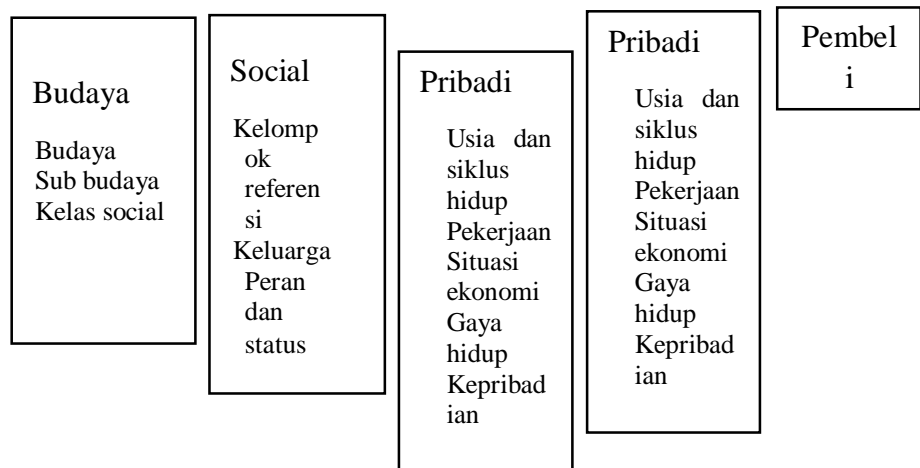 Budaya
Budaya
Sub budaya
Kelas social
Social
Kelomp
ok
referen
si
Keluarga
Peran
dan
status
Pribadi
Usia dan
siklus
hidup
Pekerjaan
Situasi
ekonomi
Gaya
hidup
Kepribad
ian
Pribadi
Usia dan
siklus
hidup
Pekerjaan
Situasi
ekonomi
Gaya
hidup
Kepribad
ian
Pembel
i